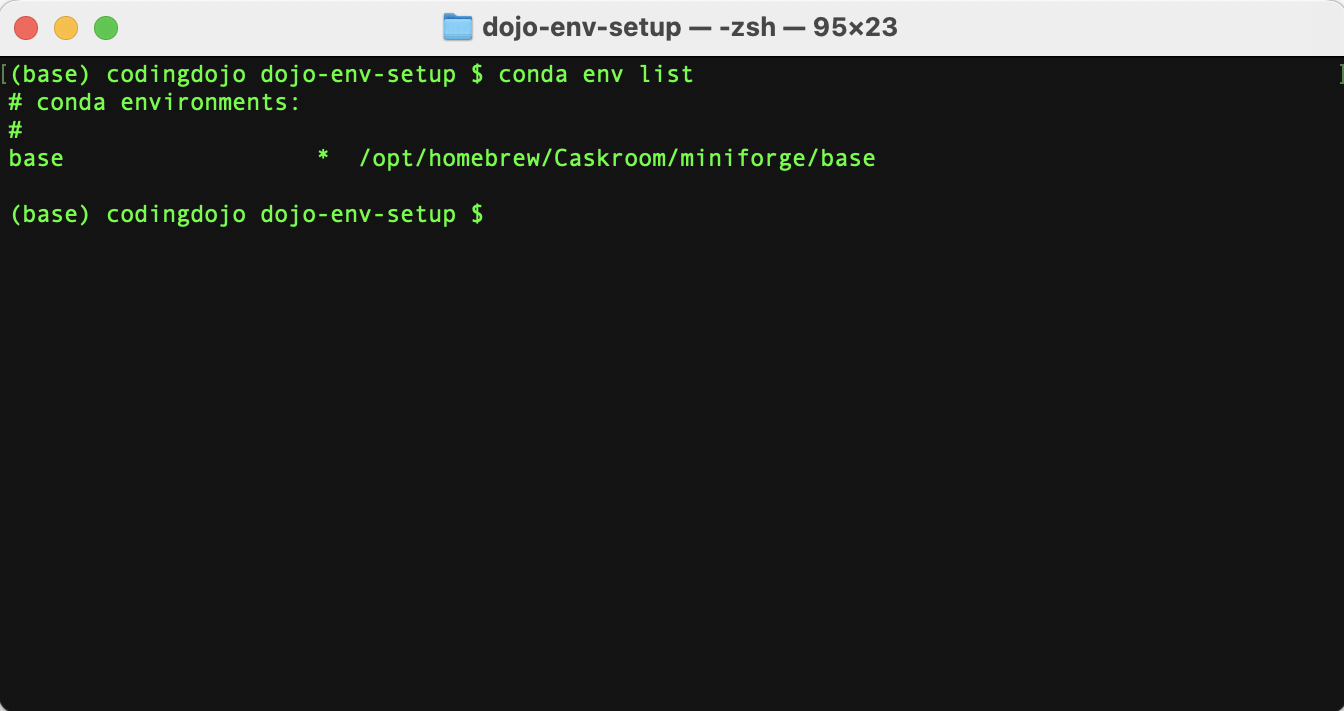 dojo-env-setup — -zsh — 95×23
[(base) codingdojo dojo-env-setup $ conda env list ]
# conda environments:
#
base * /opt/homebrew/Caskroom/miniforge/base
(base) codingdojo dojo-env-setup $